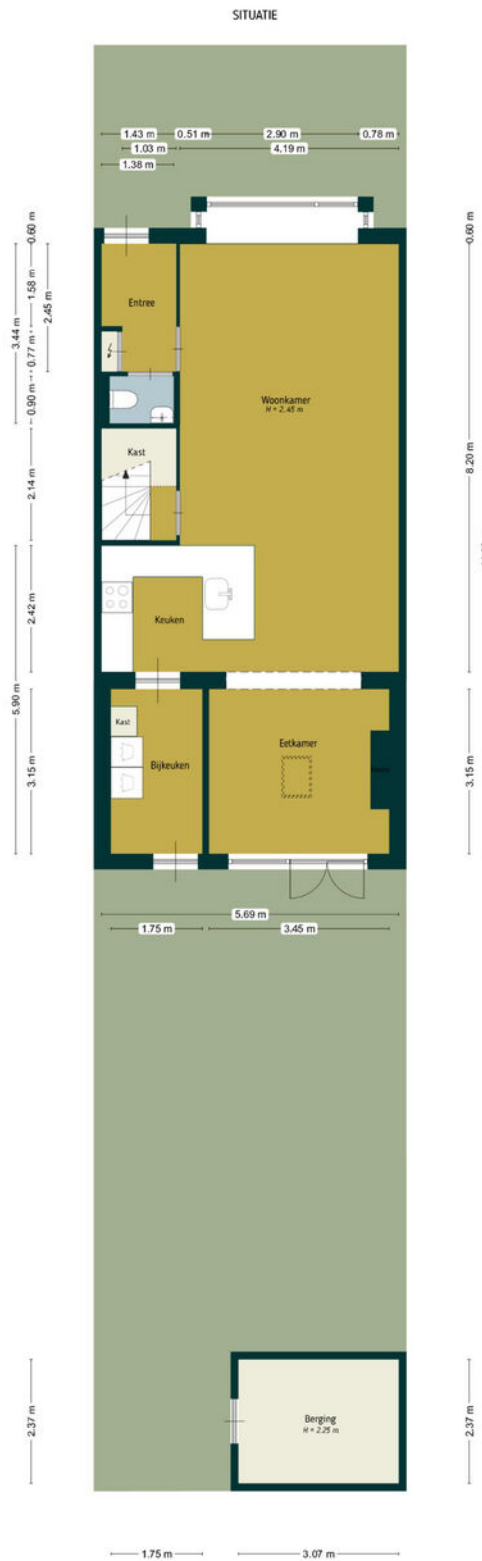 SITUATIE
1.43 m
0.51 m
2.90 m
0.78 m
1.03 m
4.19 m
1.38 m
0.60 m
0.60 m
1.58 m
2.45 m
3.44 m
0.77 m
0.90 m
Entree
Woonkamer
H = 2.45 m
8.20 m
Kast
2.14 m
2.42 m
Keuken
5.90 m
Kast
Bijkeuken
Eetkamer
3.15 m
3.15 m
5.69 m
1.75 m
3.45 m
2.37 m
Berging
H = 2.25 m
2.37 m
1.75 m
3.07 m